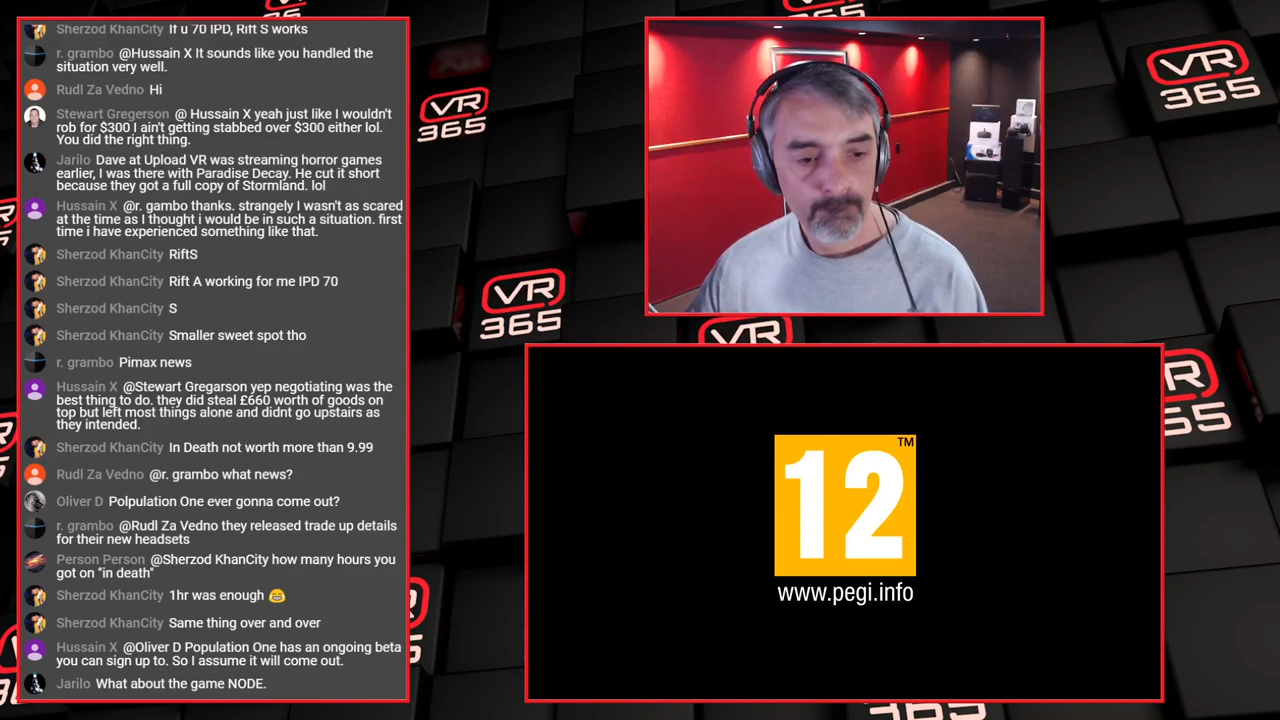 Sherzod KhanCity If u 70 IPD, Rift S works
r. grambo @Hussain X It sounds like you handled the
situation very well.
Rudl Za Vedno Hi
Stewart Gregerson @ Hussain X yeah just like I wouldn't
rob for $300 I ain't getting stabbed over $300 either lol.
You did the right thing.
Jarilo Dave at Upload VR was streaming horror games
earlier, I was there with Paradise Decay. He cut it short
because they got a full copy of Stormland. lol
Hussain X @r. gambo thanks. strangely I wasn't as scared
at the time as I thought i would be in such a situation. first
time i have experienced something like that.
Sherzod KhanCity RiftS
Sherzod KhanCity Rift A working for me IPD 70
Sherzod KhanCity S
Sherzod KhanCity Smaller sweet spot tho
r. grambo Pimax news
Hussain X @Stewart Gregarson yep negotiating was the
best thing to do. they did steal £660 worth of goods on
top but left most things alone and didnt go upstairs as
they intended.
Sherzod KhanCity In Death not worth more than 9.99
Rudl Za Vedno @r. grambo what news?
Oliver D Polpulation One ever gonna come out?
r. grambo @Rudl Za Vedno they released trade up details
for their new headsets
Person Person @Sherzod KhanCity how many hours you
got on "in death"
Sherzod KhanCity 1hr was enough 😂
Sherzod KhanCity Same thing over and over
Hussain X @Oliver D Population One has an ongoing beta
you can sign up to. So I assume it will come out.
Jarilo What about the game NODE.
VR
365
VR
365
VR
365
VR
365
VR
12
™
www.pegi.info
365